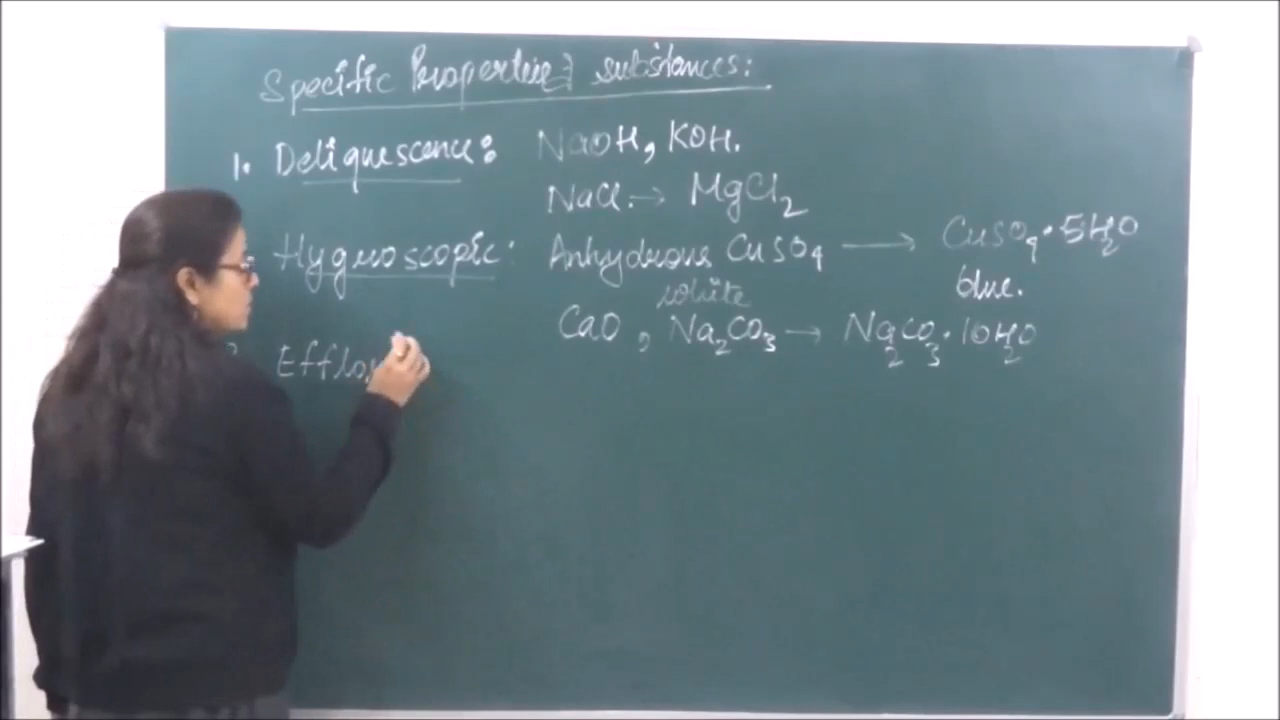 Specific Properties of substances:
1. Deliquescence: NaOH, KOH.
NaCl. → MgCl2
Hygroscopic: Anhydrous CuSO4 → CuSO4·5H2O
white blue.
CaO, Na2CO3 → Na2CO3·10H2O
Efflo